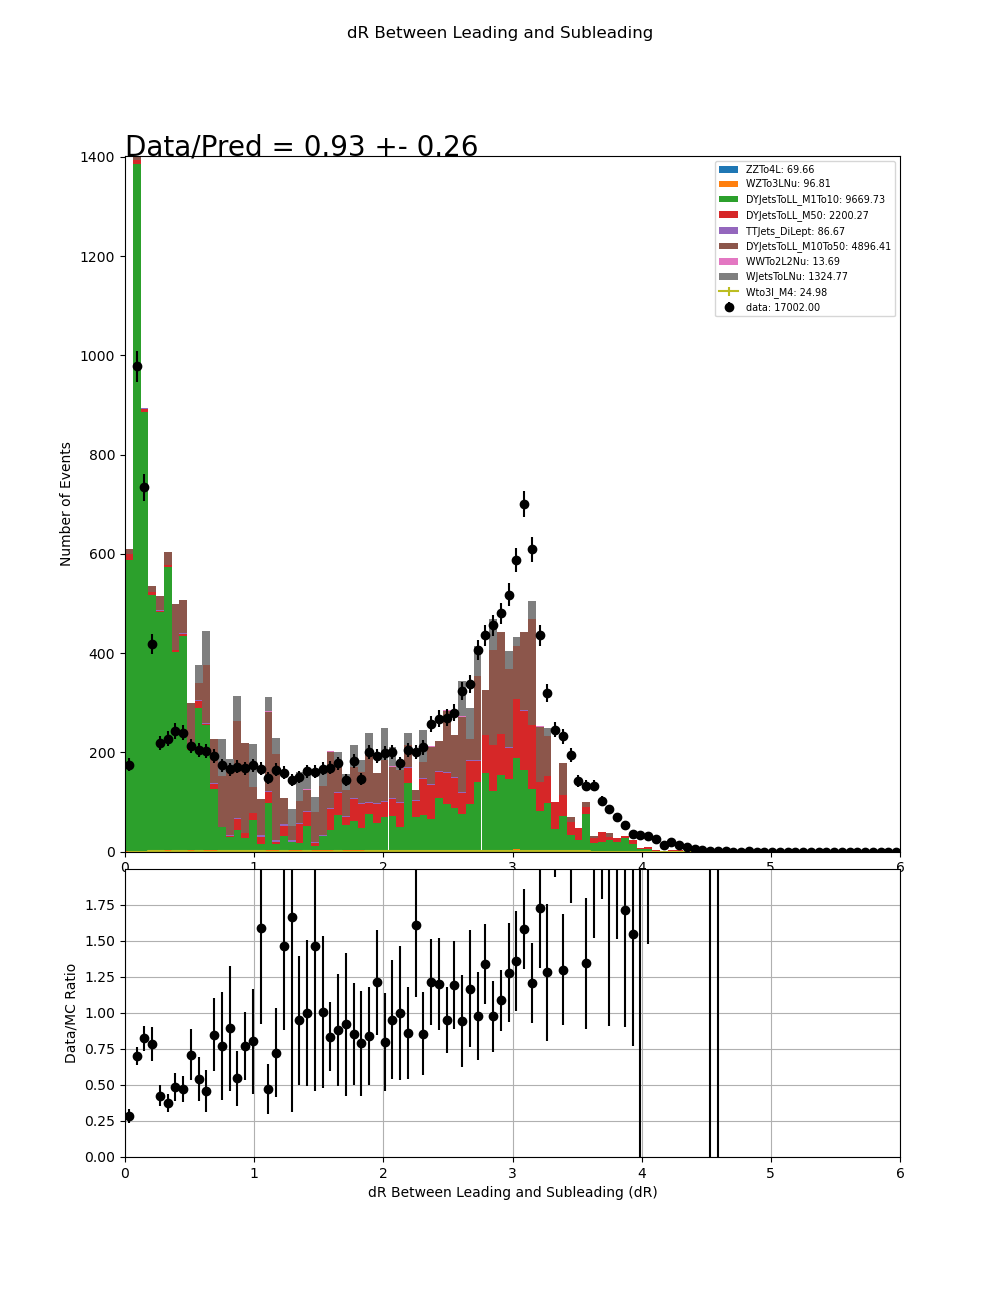 dR Between Leading and Subleading
Data/Pred = 0.93 +- 0.26
1400
1200
1000
800
600
400
200
0
Number of Events
ZZTo4L: 69.66
WZTo3LNu: 96.81
DYJetsToLL_M1To10: 9669.73
DYJetsToLL_M50: 2200.27
TTJets_DiLept: 86.67
DYJetsToLL_M10To50: 4896.41
WWTo2L2Nu: 13.69
WJetsToLNu: 1324.77
Wto3l_M4: 24.98
data: 17002.00
0 1 2 3 4 5 6
1.75
1.50
1.25
1.00
0.75
0.50
0.25
0.00
Data/MC Ratio
0 1 2 3 4 5 6
dR Between Leading and Subleading (dR)